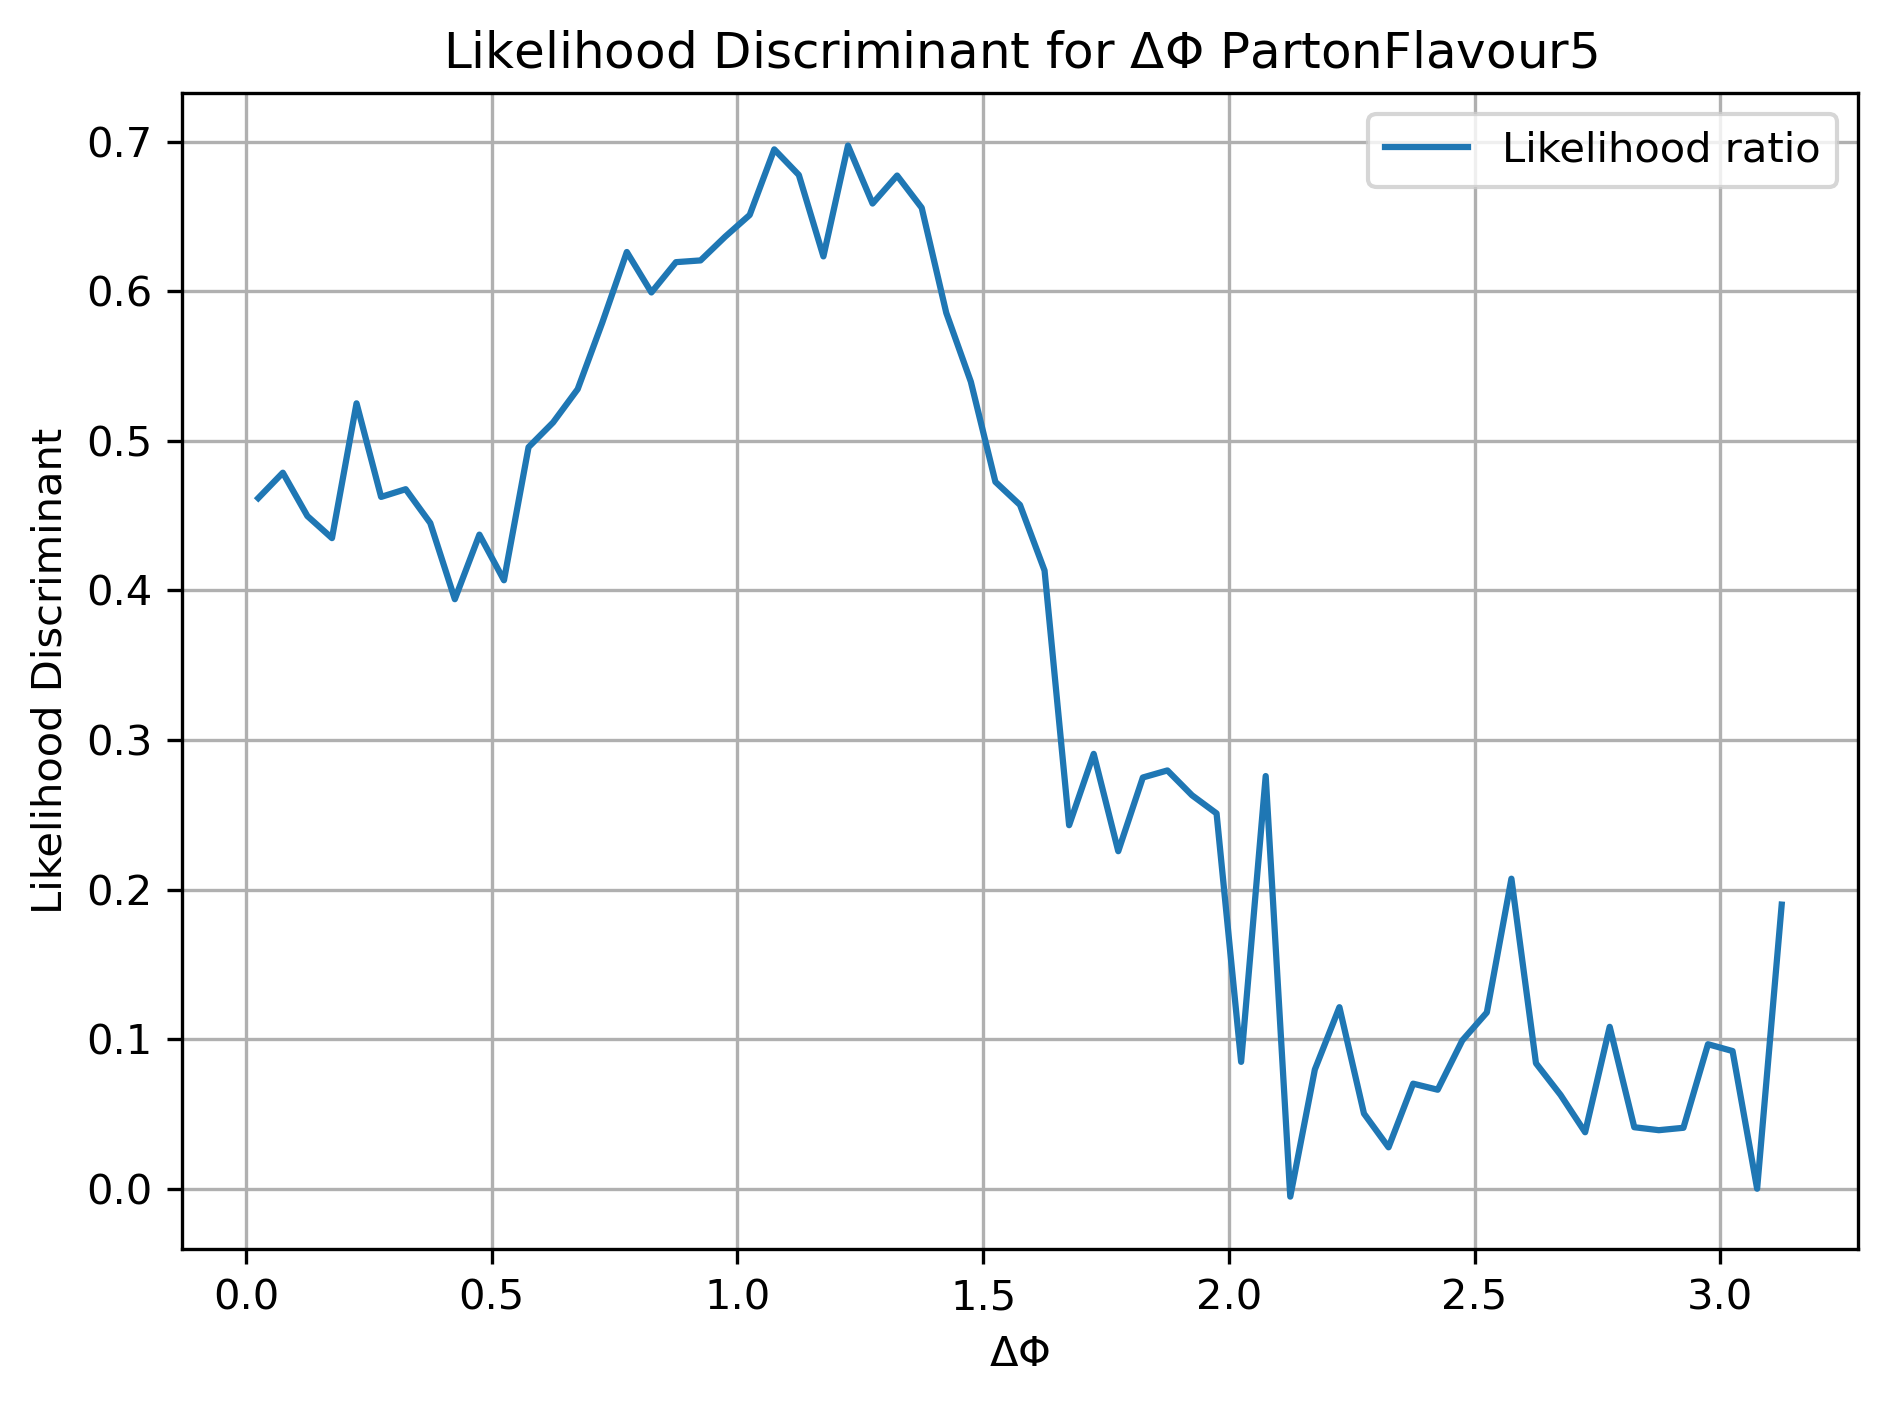 Likelihood Discriminant for ΔΦ PartonFlavour5
Likelihood ratio
Likelihood Discriminant
0.7
0.6
0.5
0.4
0.3
0.2
0.1
0.0
0.0 0.5 1.0 1.5 2.0 2.5 3.0
ΔΦ